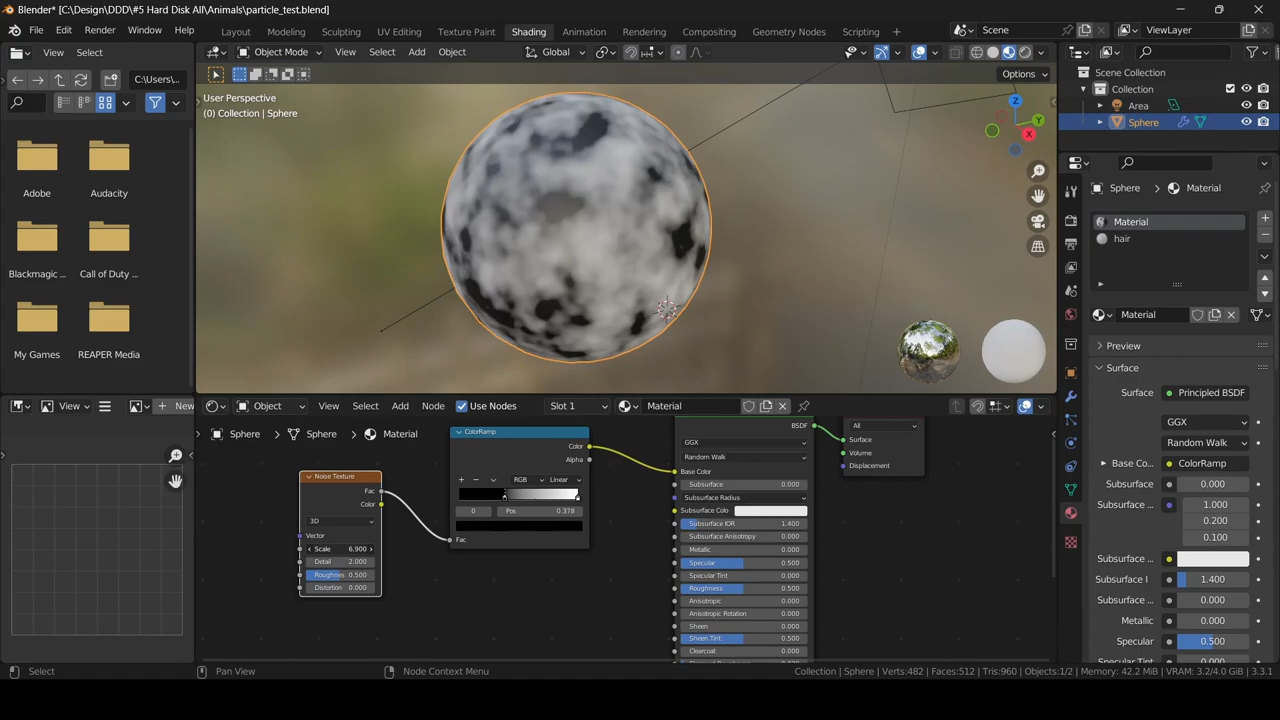 Blender* [C:\Design\DDD\#5 Hard Disk All\Animals\particle_test.blend]
File Edit Render Window Help Layout Modeling Sculpting UV Editing Texture Paint Shading Animation Rendering Compositing Geometry Nodes Scripting Scene ViewLayer
View Select Object Mode View Select Add Object Global
C:\Users\... Options
Scene Collection
Collection
Area
Sphere
User Perspective
(0) Collection | Sphere
Z
Y
X
Adobe Audacity
Blackmagic ... Call of Duty ...
My Games REAPER Media
Sphere Material
Material
hair
Material
Preview
Surface
Surface Principled BSDF
GGX
Random Walk
Base Co... ColorRamp
Subsurface 0.000
Subsurface ... 1.000
0.200
0.100
Subsurface ...
Subsurface I 1.400
Subsurface ... 0.000
Metallic 0.000
Specular 0.500
View New Object View Select Add Node Use Nodes Slot 1 Material
Sphere Sphere Material
Noise Texture
Fac
Color
3D
Vector
Scale 6.900
Detail 2.000
Roughnes 0.500
Distortion 0.000
ColorRamp
Color
Alpha
RGB Linear
0 Pos 0.378
Fac
BSDF
GGX
Random Walk
Base Color
Subsurface 0.000
Subsurface Radius
Subsurface Colo
Subsurface IOR 1.400
Subsurface Anisotropy 0.000
Metallic 0.000
Specular 0.500
Specular Tint 0.000
Roughness 0.500
Anisotropic 0.000
Anisotropic Rotation 0.000
Sheen 0.000
Sheen Tint 0.500
Clearcoat 0.000
All
Surface
Volume
Displacement
Select Pan View Node Context Menu Collection | Sphere | Verts:482 | Faces:512 | Tris:960 | Objects:1/2 | Memory: 42.2 MiB | VRAM: 3.2/4.0 GiB | 3.3.1